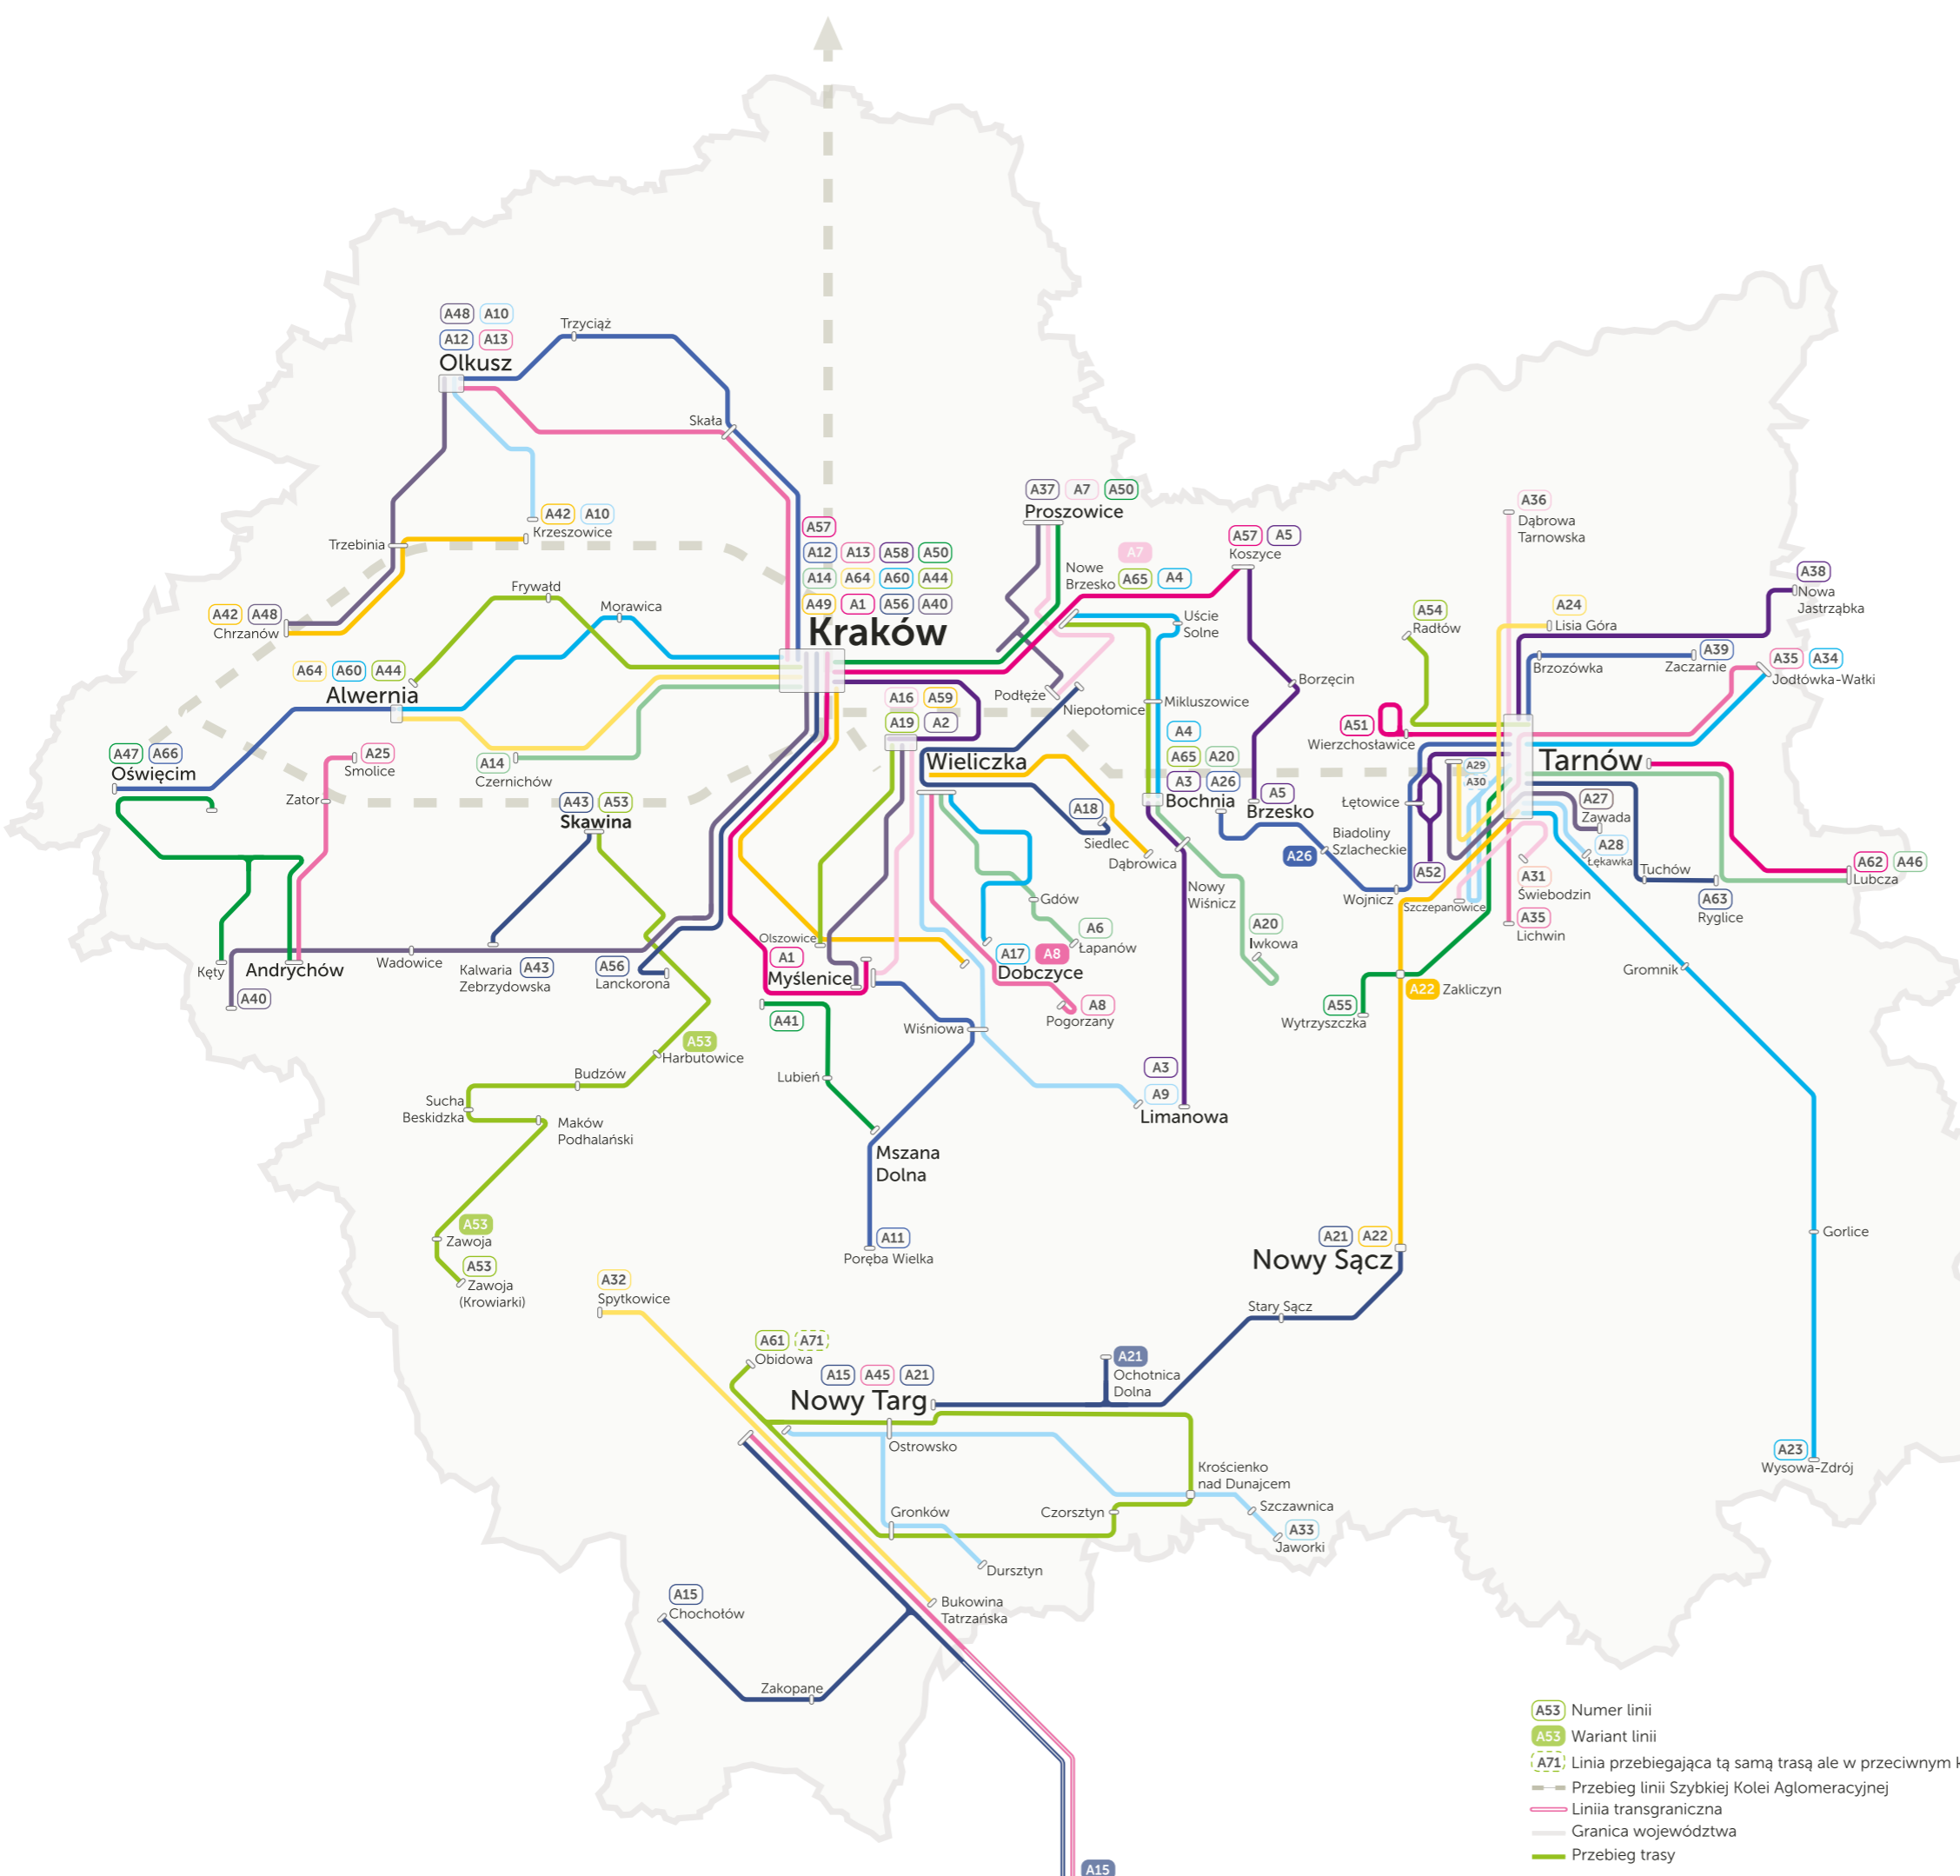 A48 A10
A12 A13
Olkusz
Trzyciąż
Skała
A42 A10
Krzeszowice
Trzebinia
A42 A48
Chrzanów
Frywałd
Morawica
A64 A60 A44
Alwernia
A47 A66
Oświęcim
A25
Smolice
Zator
A14
Czernichów
A57
A12 A13 A58 A50
A14 A64 A60 A44
A49 A1 A56 A40
Kraków
A37 A7 A50
Proszowice
A7
Nowe
Brzesko
A65 A4
A57 A5
Koszyce
Uście
Solne
Podłęże
Niepołomice
Mikluszowice
Borzęcin
A16 A59
A19 A2
Wieliczka
A4
A65 A20
A3 A26
Bochnia
A5
Brzesko
A18
Siedlec
Dąbrowica
A26
Biadoliny
Szlacheckie
Wojnicz
Nowy
Wiśnicz
A20
Iwkowa
A36
Dąbrowa
Tarnowska
A38
Nowa
Jastrząbka
A54
Radłów
A24
Lisia Góra
Brzozówka
A39
Zaczarnie
A35 A34
Jodłówka-Wałki
A51
Wierzchosławice
Tarnów
A29
A30
Łętowice
A27
Zawada
A28
Łękawka
A52
Szczepanowice
A31
Świebodzin
A35
Lichwin
Tuchów
A63
Ryglice
A62 A46
Lubcza
Gromnik
A22 Zakliczyn
A55
Wytrzyszczka
A43 A53
Skawina
Kęty
Andrychów
A40
Wadowice
Kalwaria
Zebrzydowska
A43
A56
Lanckorona
Olszowice
A1
Myślenice
A41
Gdów
A6
Łapanów
A17 A8
Dobczyce
A8
Pogorzany
Wiśniowa
A53
Harbutowice
Budzów
Sucha
Beskidzka
Maków
Podhalański
Lubień
Mszana
Dolna
A3
A9
Limanowa
A53
Zawoja
A53
Zawoja
(Krowiarki)
A11
Poręba Wielka
A21 A22
Nowy Sącz
Stary Sącz
Gorlice
A23
Wysowa-Zdrój
A32
Spytkowice
A61 A71
Obidowa
A15 A45 A21
Nowy Targ
A21
Ochotnica
Dolna
Ostrowsko
Krościenko
nad Dunajcem
Szczawnica
A33
Jaworki
Gronków
Czorsztyn
Dursztyn
Bukowina
Tatrzańska
A15
Chochołów
Zakopane
A15
A53 Numer linii
A53 Wariant linii
A71 Linia przebiegająca tą samą trasą ale w przeciwnym k
Przebieg linii Szybkiej Kolei Aglomeracyjnej
Liniia transgraniczna
Granica województwa
Przebieg trasy